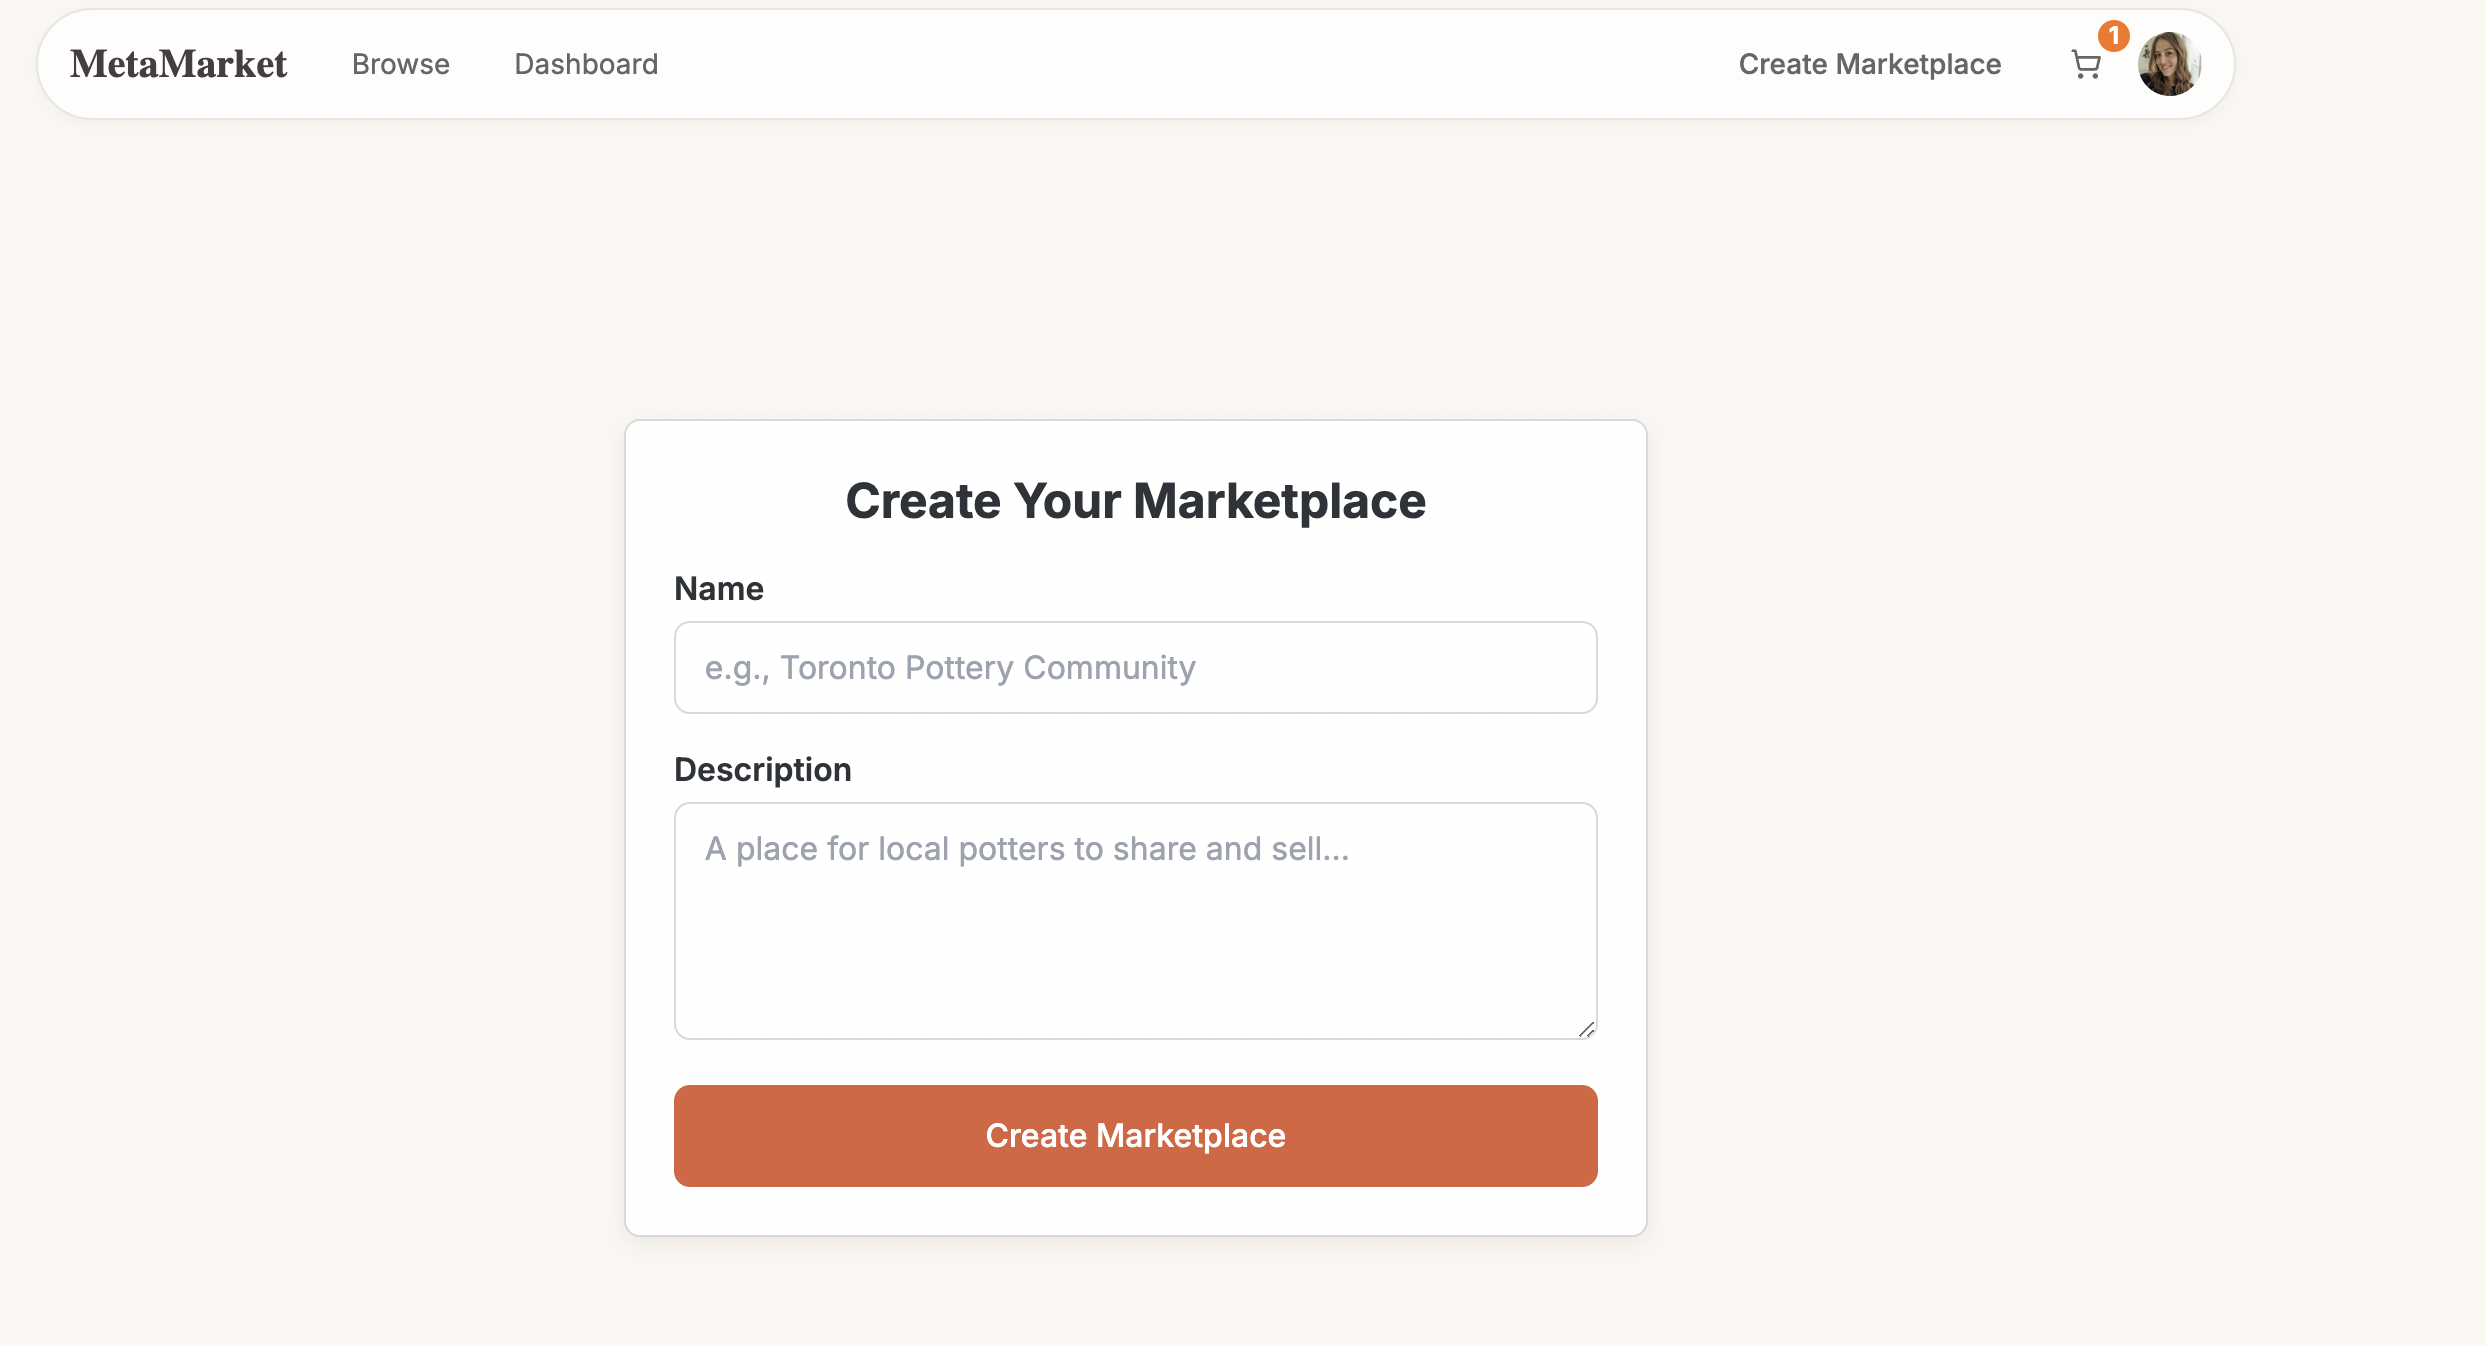 MetaMarket
Browse
Dashboard
Create Marketplace
1
Create Your Marketplace
Name
e.g., Toronto Pottery Community
Description
A place for local potters to share and sell...
Create Marketplace